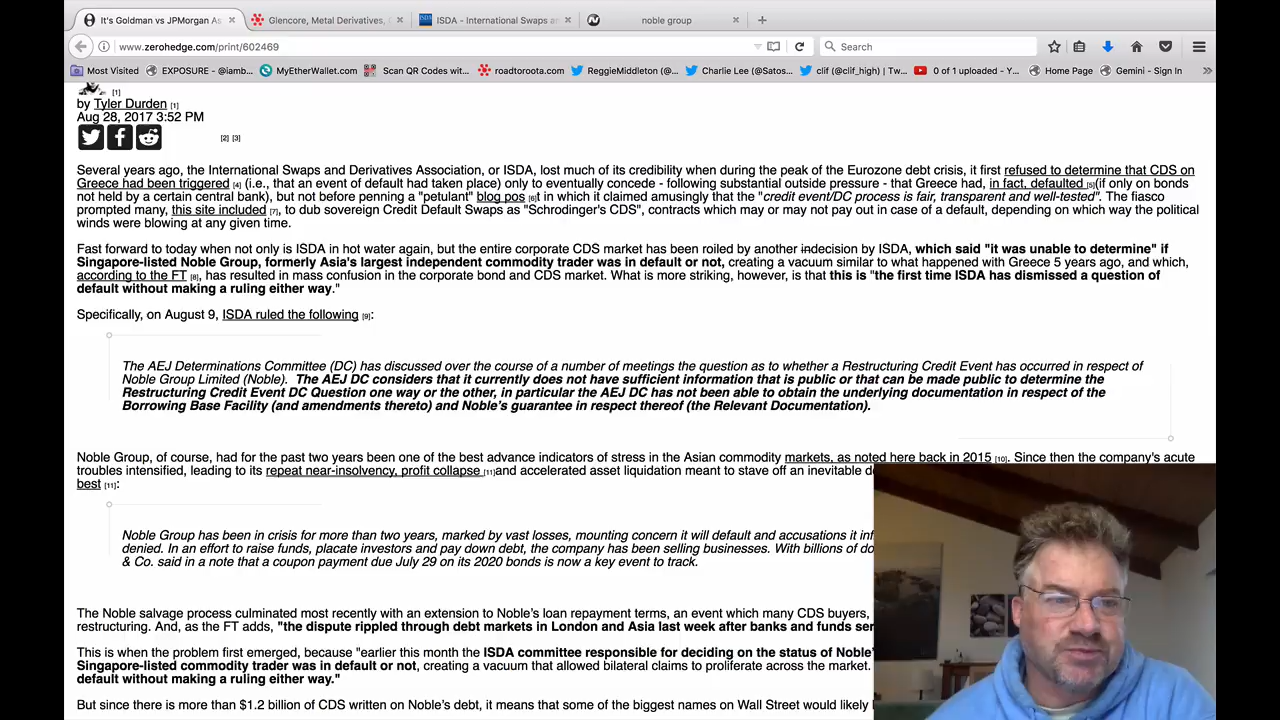 It's Goldman vs JPMorgan As
Glencore, Metal Derivatives,
ISDA - International Swaps a
noble group
www.zerohedge.com/print/602469
Search
Most Visited
EXPOSURE - @iamb...
MyEtherWallet.com
Scan QR Codes wit...
roadtoroota.com
ReggieMiddleton (@...
Charlie Lee (@Satos...
clif (@clif_high) | Tw...
0 of 1 uploaded - Y...
Home Page
Gemini - Sign In
[1]
by Tyler Durden [1]
Aug 28, 2017 3:52 PM
[2] [3]
Several years ago, the International Swaps and Derivatives Association, or ISDA, lost much of its credibility when during the peak of the Eurozone debt crisis, it first refused to determine that CDS on
Greece had been triggered [4] (i.e., that an event of default had taken place) only to eventually concede - following substantial outside pressure - that Greece had, in fact, defaulted [5](if only on bonds
not held by a certain central bank), but not before penning a "petulant" blog pos [6]t in which it claimed amusingly that the "credit event/DC process is fair, transparent and well-tested". The fiasco
prompted many, this site included [7], to dub sovereign Credit Default Swaps as "Schrodinger's CDS", contracts which may or may not pay out in case of a default, depending on which way the political
winds were blowing at any given time.
Fast forward to today when not only is ISDA in hot water again, but the entire corporate CDS market has been roiled by another indecision by ISDA, which said "it was unable to determine" if
Singapore-listed Noble Group, formerly Asia's largest independent commodity trader was in default or not, creating a vacuum similar to what happened with Greece 5 years ago, and which,
according to the FT [8], has resulted in mass confusion in the corporate bond and CDS market. What is more striking, however, is that this is "the first time ISDA has dismissed a question of
default without making a ruling either way."
Specifically, on August 9, ISDA ruled the following [9]:
The AEJ Determinations Committee (DC) has discussed over the course of a number of meetings the question as to whether a Restructuring Credit Event has occurred in respect of
Noble Group Limited (Noble). The AEJ DC considers that it currently does not have sufficient information that is public or that can be made public to determine the
Restructuring Credit Event DC Question one way or the other, in particular the AEJ DC has not been able to obtain the underlying documentation in respect of the
Borrowing Base Facility (and amendments thereto) and Noble's guarantee in respect thereof (the Relevant Documentation).
Noble Group, of course, had for the past two years been one of the best advance indicators of stress in the Asian commodity markets, as noted here back in 2015 [10]. Since then the company's acute
troubles intensified, leading to its repeat near-insolvency, profit collapse [11]and accelerated asset liquidation meant to stave off an inevitable de
best [11]:
Noble Group has been in crisis for more than two years, marked by vast losses, mounting concern it will default and accusations it inf
denied. In an effort to raise funds, placate investors and pay down debt, the company has been selling businesses. With billions of do
& Co. said in a note that a coupon payment due July 29 on its 2020 bonds is now a key event to track.
The Noble salvage process culminated most recently with an extension to Noble's loan repayment terms, an event which many CDS buyers,
restructuring. And, as the FT adds, "the dispute rippled through debt markets in London and Asia last week after banks and funds ser
This is when the problem first emerged, because "earlier this month the ISDA committee responsible for deciding on the status of Noble'
Singapore-listed commodity trader was in default or not, creating a vacuum that allowed bilateral claims to proliferate across the market.
default without making a ruling either way."
But since there is more than $1.2 billion of CDS written on Noble's debt, it means that some of the biggest names on Wall Street would likely